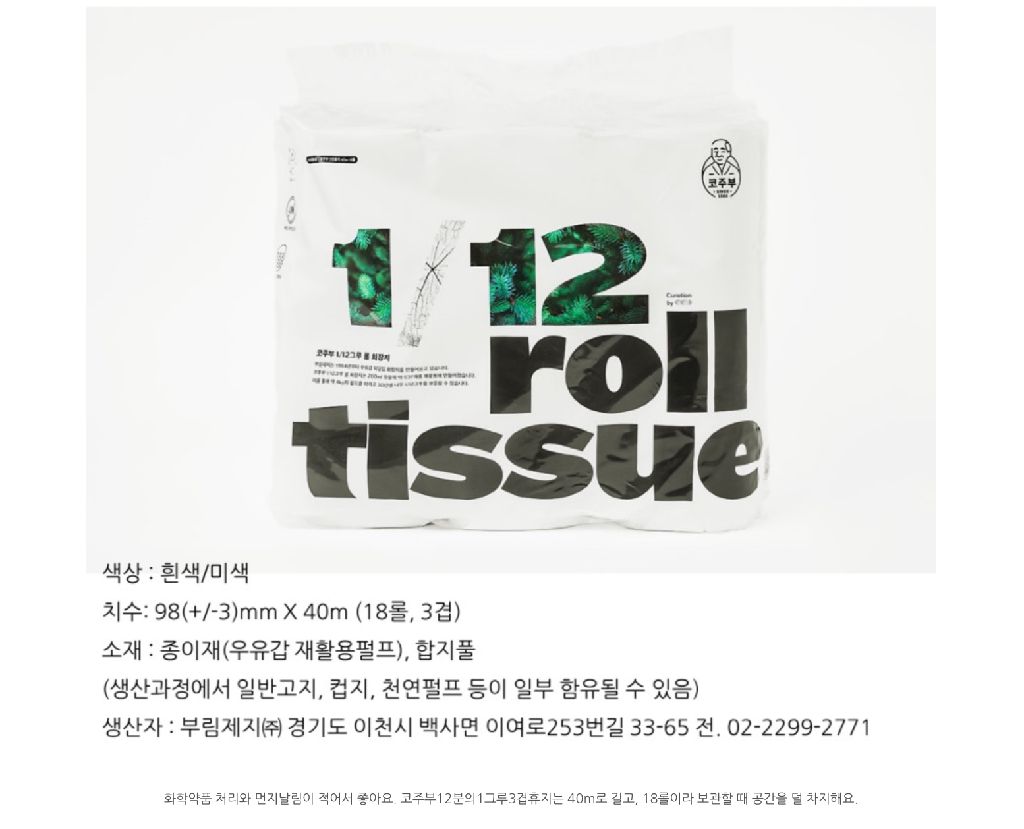 코주부
1/12
Curation
by
roll
코주부 1/12그루 롤 화장지
tissue
색상 : 흰색/미색
치수: 98(+/-3)mm X 40m (18롤, 3겹)
소재 : 종이재(우유갑 재활용펄프), 합지풀
(생산과정에서 일반고지, 컵지, 천연펄프 등이 일부 함유될 수 있음)
생산자 : 부림제지㈜ 경기도 이천시 백사면 이여로253번길 33-65 전. 02-2299-2771
화학약품 처리와 먼지날림이 적어서 좋아요. 코주부12분의1그루3겹휴지는 40m로 길고, 18롤이라 보관할 때 공간을 덜 차지해요.